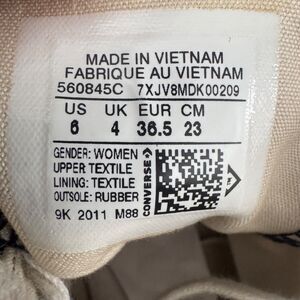 MADE IN VIETNAM
FABRIQUE AU VIETNAM
560845C 7XJV8MDK00209
US UK EUR CM
6 4 36.5 23
GENDER: WOMEN
UPPER TEXTILE
LINING: TEXTILE
OUTSOLE: RUBBER
9K 2011 M88
CONVERSE